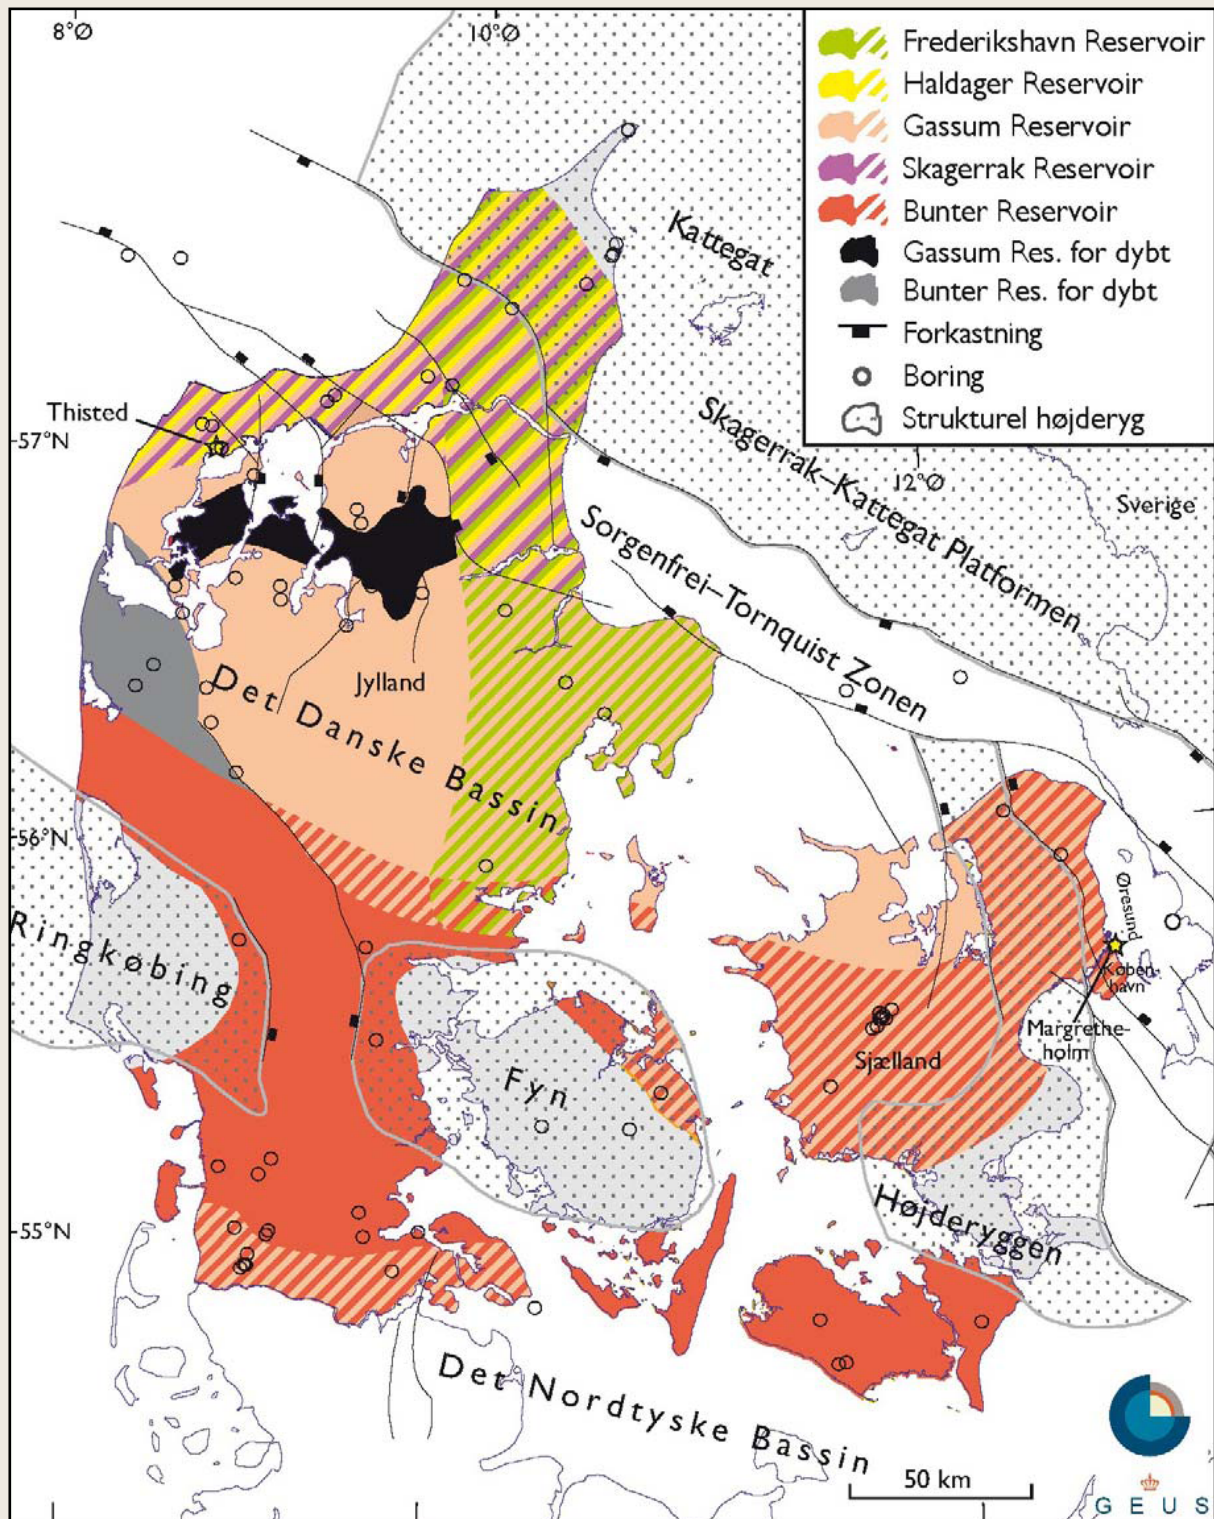 8°Ø
10°Ø
Frederikshavn Reservoir
Haldager Reservoir
Gassum Reservoir
Skagerrak Reservoir
Bunter Reservoir
Gassum Res. for dybt
Bunter Res. for dybt
Forkastning
Boring
Strukturel højderyg
Kattegat
Thisted
57°N
Skagerrak–Kattegat Platformen
12°Ø
Sverige
Sorgenfrei–Tornquist Zonen
Jylland
Det Danske Bassin
56°N
Øresund
Ringkøbing
Køben-
havn
Margrethe-
holm
Sjælland
Fyn
Højderyggen
55°N
Det Nordtyske Bassin
50 km
GEUS